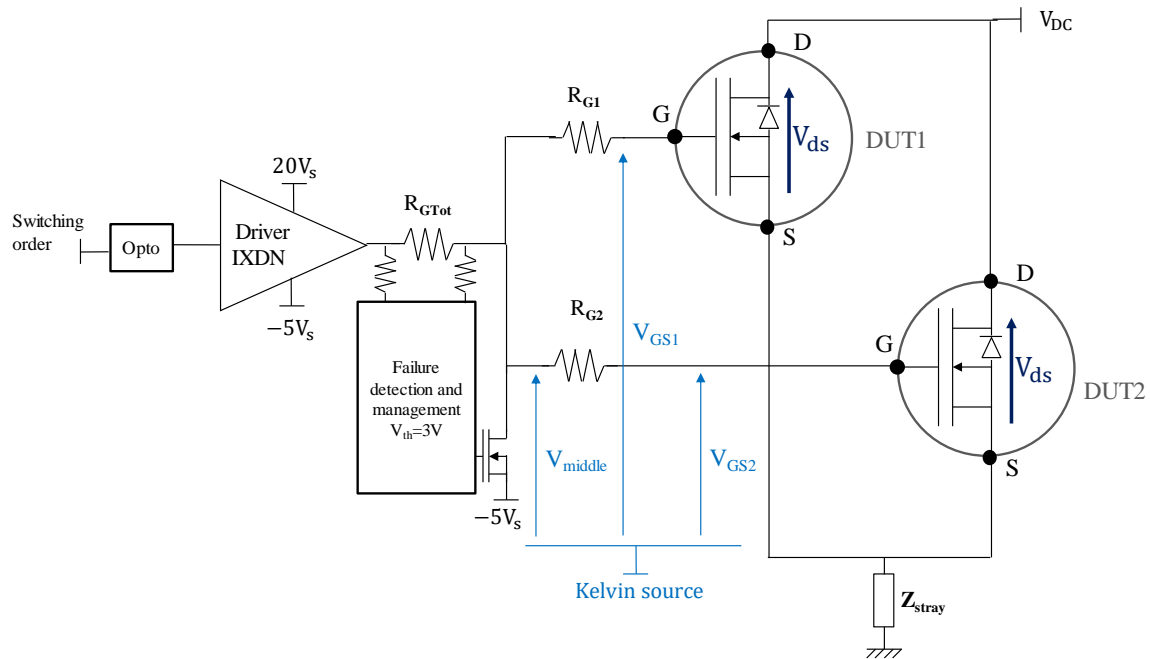 V_DC
D
R_G1
G
V_ds
DUT1
20V_s
S
Switching
order
Opto
Driver
IXDN
R_GTot
−5V_s
D
R_G2
V_GS1
G
V_ds
DUT2
Failure
detection and
management
V_th=3V
V_middle
V_GS2
S
−5V_s
Kelvin source
Z_stray